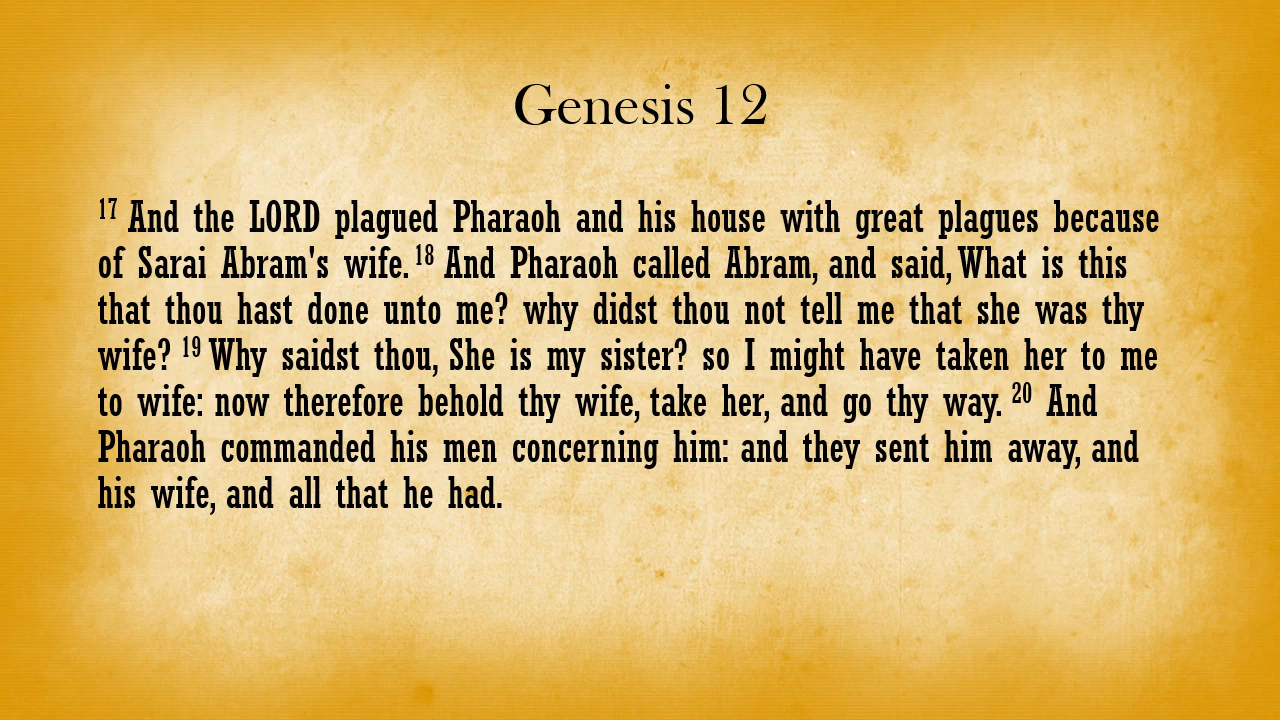 Genesis 12
17 And the LORD plagued Pharaoh and his house with great plagues because
of Sarai Abram's wife. 18 And Pharaoh called Abram, and said, What is this
that thou hast done unto me? why didst thou not tell me that she was thy
wife? 19 Why saidst thou, She is my sister? so I might have taken her to me
to wife: now therefore behold thy wife, take her, and go thy way. 20 And
Pharaoh commanded his men concerning him: and they sent him away, and
his wife, and all that he had.